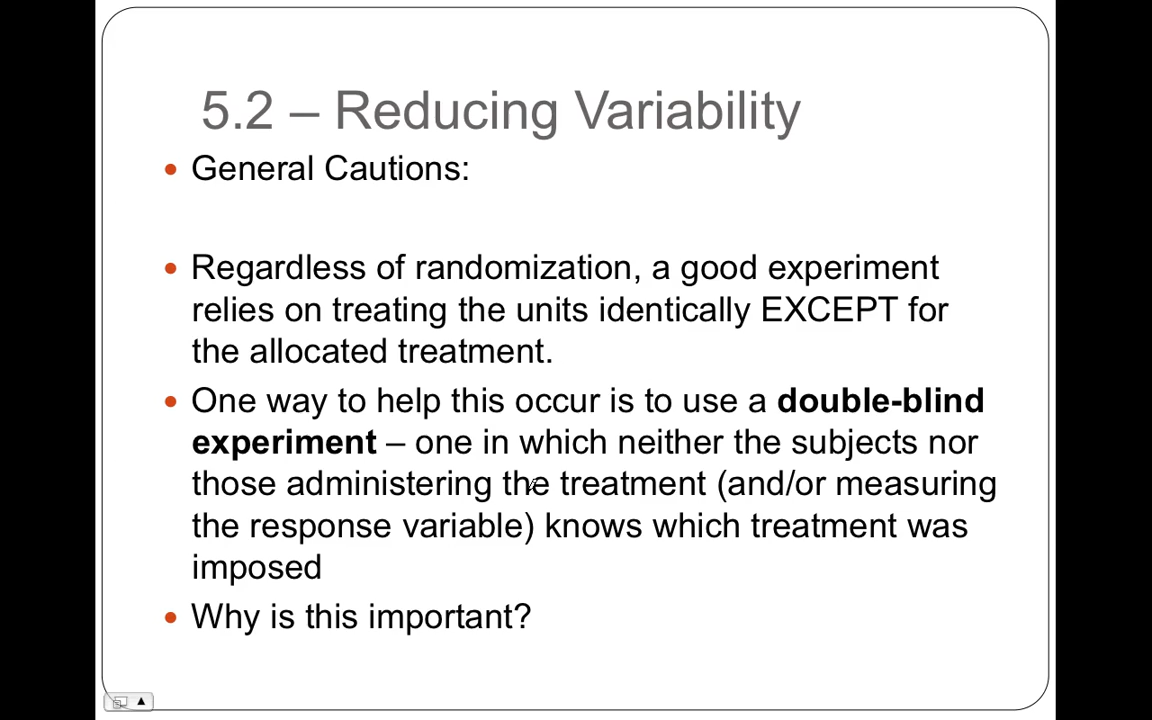 5.2 – Reducing Variability
• General Cautions:
• Regardless of randomization, a good experiment
relies on treating the units identically EXCEPT for
the allocated treatment.
• One way to help this occur is to use a double-blind
experiment – one in which neither the subjects nor
those administering the treatment (and/or measuring
the response variable) knows which treatment was
imposed
• Why is this important?